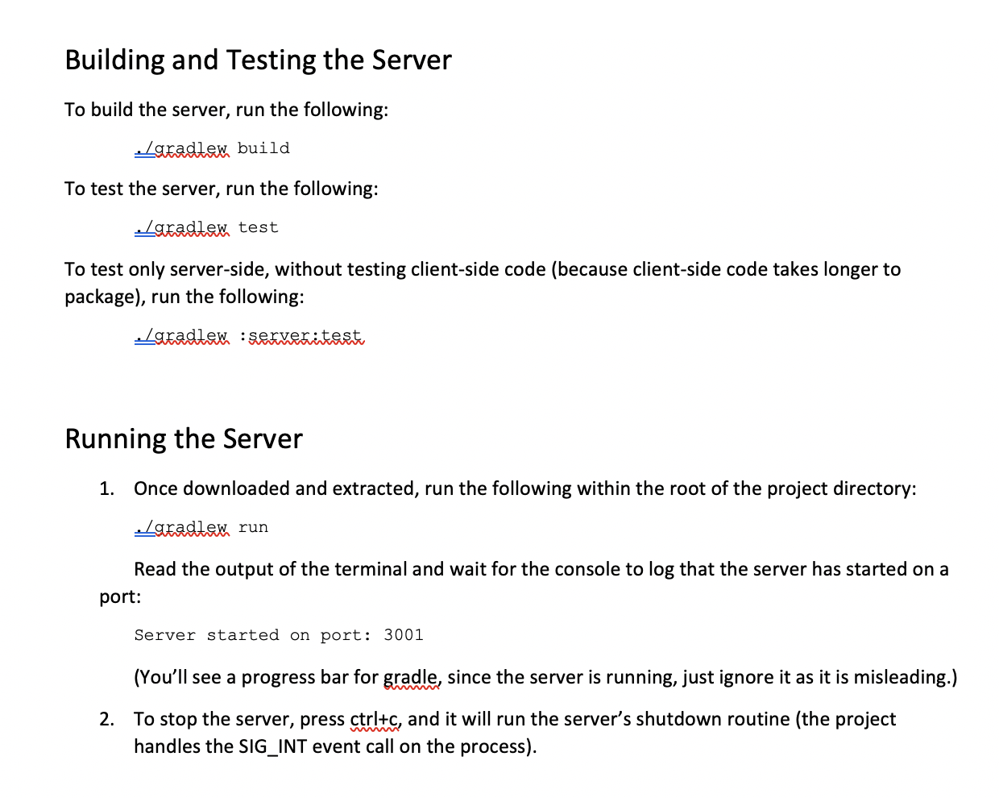 Building and Testing the Server
To build the server, run the following:
./gradlew build
To test the server, run the following:
./gradlew test
To test only server-side, without testing client-side code (because client-side code takes longer to
package), run the following:
./gradlew :server:test
Running the Server
1. Once downloaded and extracted, run the following within the root of the project directory:
./gradlew run
Read the output of the terminal and wait for the console to log that the server has started on a
port:
Server started on port: 3001
(You’ll see a progress bar for gradle, since the server is running, just ignore it as it is misleading.)
2. To stop the server, press ctrl+c, and it will run the server’s shutdown routine (the project
handles the SIG_INT event call on the process).